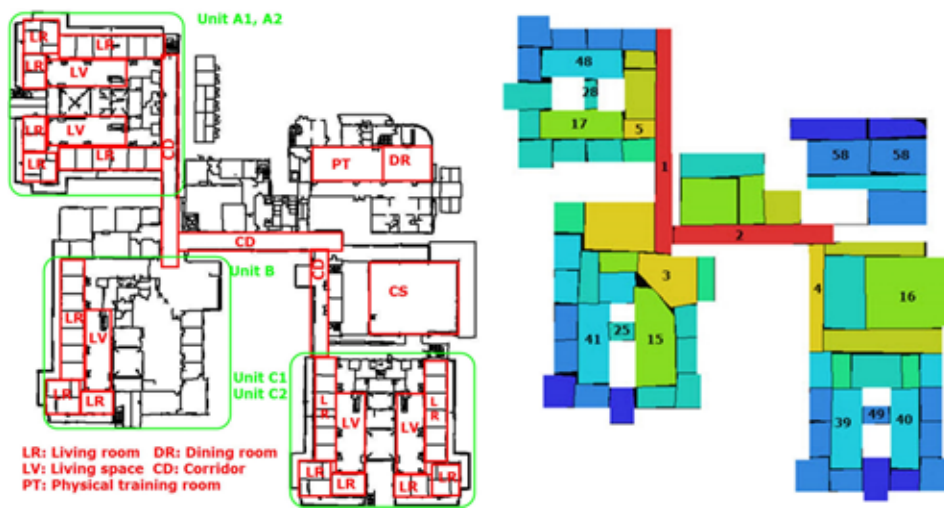 Unit A1, A2
LR
LR
LR
LV
LV
LR
LR
LR
CD
PT
DR
CD
CD
Unit B
LR
LV
LR
LR
CS
Unit C1
Unit C2
L
R
LV
LV
L
R
LR
LR
LR
LR
LR: Living room DR: Dining room
LV: Living space CD: Corridor
PT: Physical training room
48
28
17
5
1
58
58
2
3
4
16
41
25
15
39
49
40